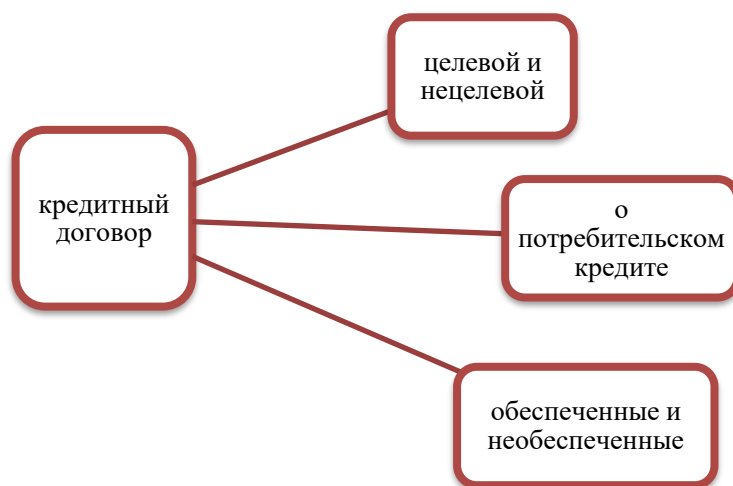 целевой и
нецелевой
кредитный
договор
о
потребительском
кредите
обеспеченные и
необеспеченные